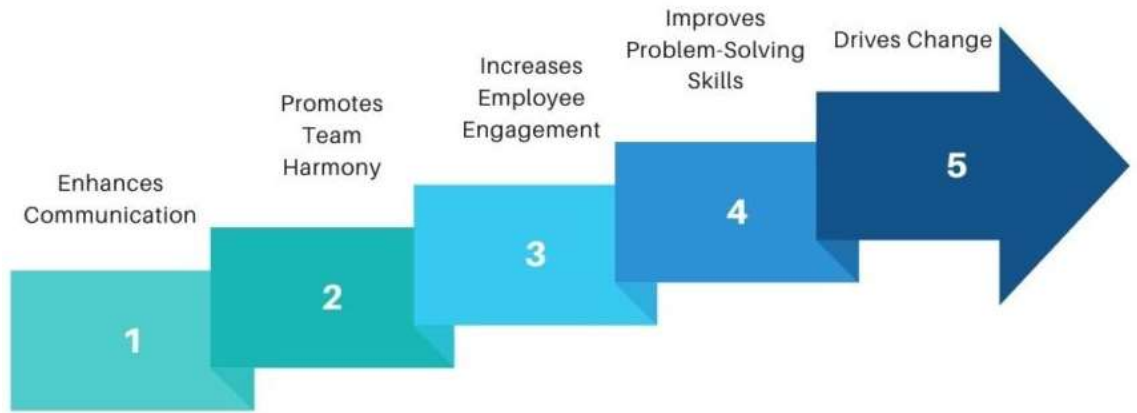 Enhances
Communication
1
Promotes
Team
Harmony
2
Increases
Employee
Engagement
3
Improves
Problem-Solving
Skills
4
Drives Change
5